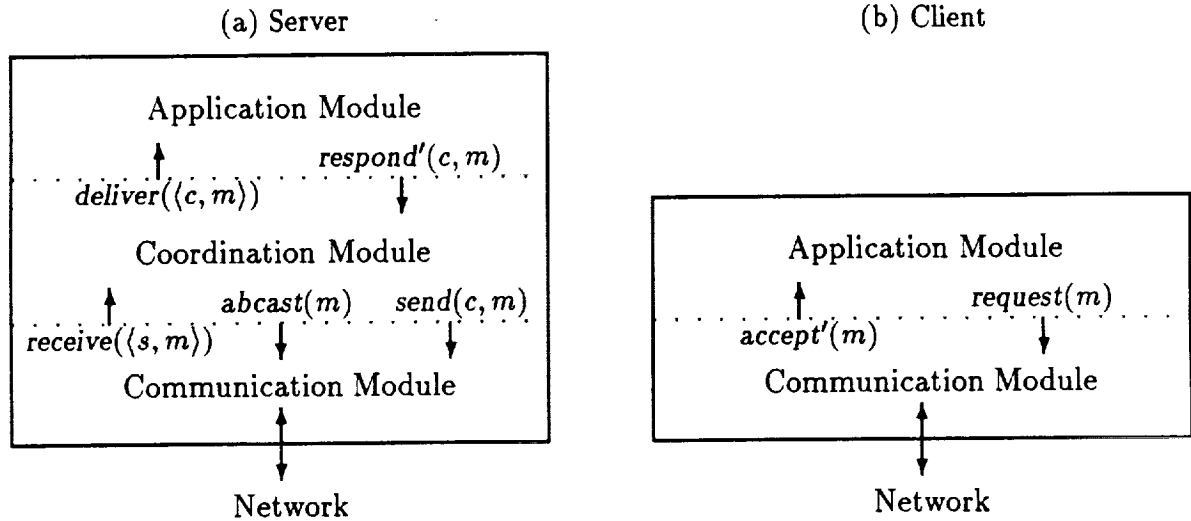 (a) Server
Application Module
respond′(c, m)
deliver(⟨c, m⟩)
Coordination Module
abcast(m)
send(c, m)
receive(⟨s, m⟩)
Communication Module
Network
(b) Client
Application Module
request(m)
accept′(m)
Communication Module
Network